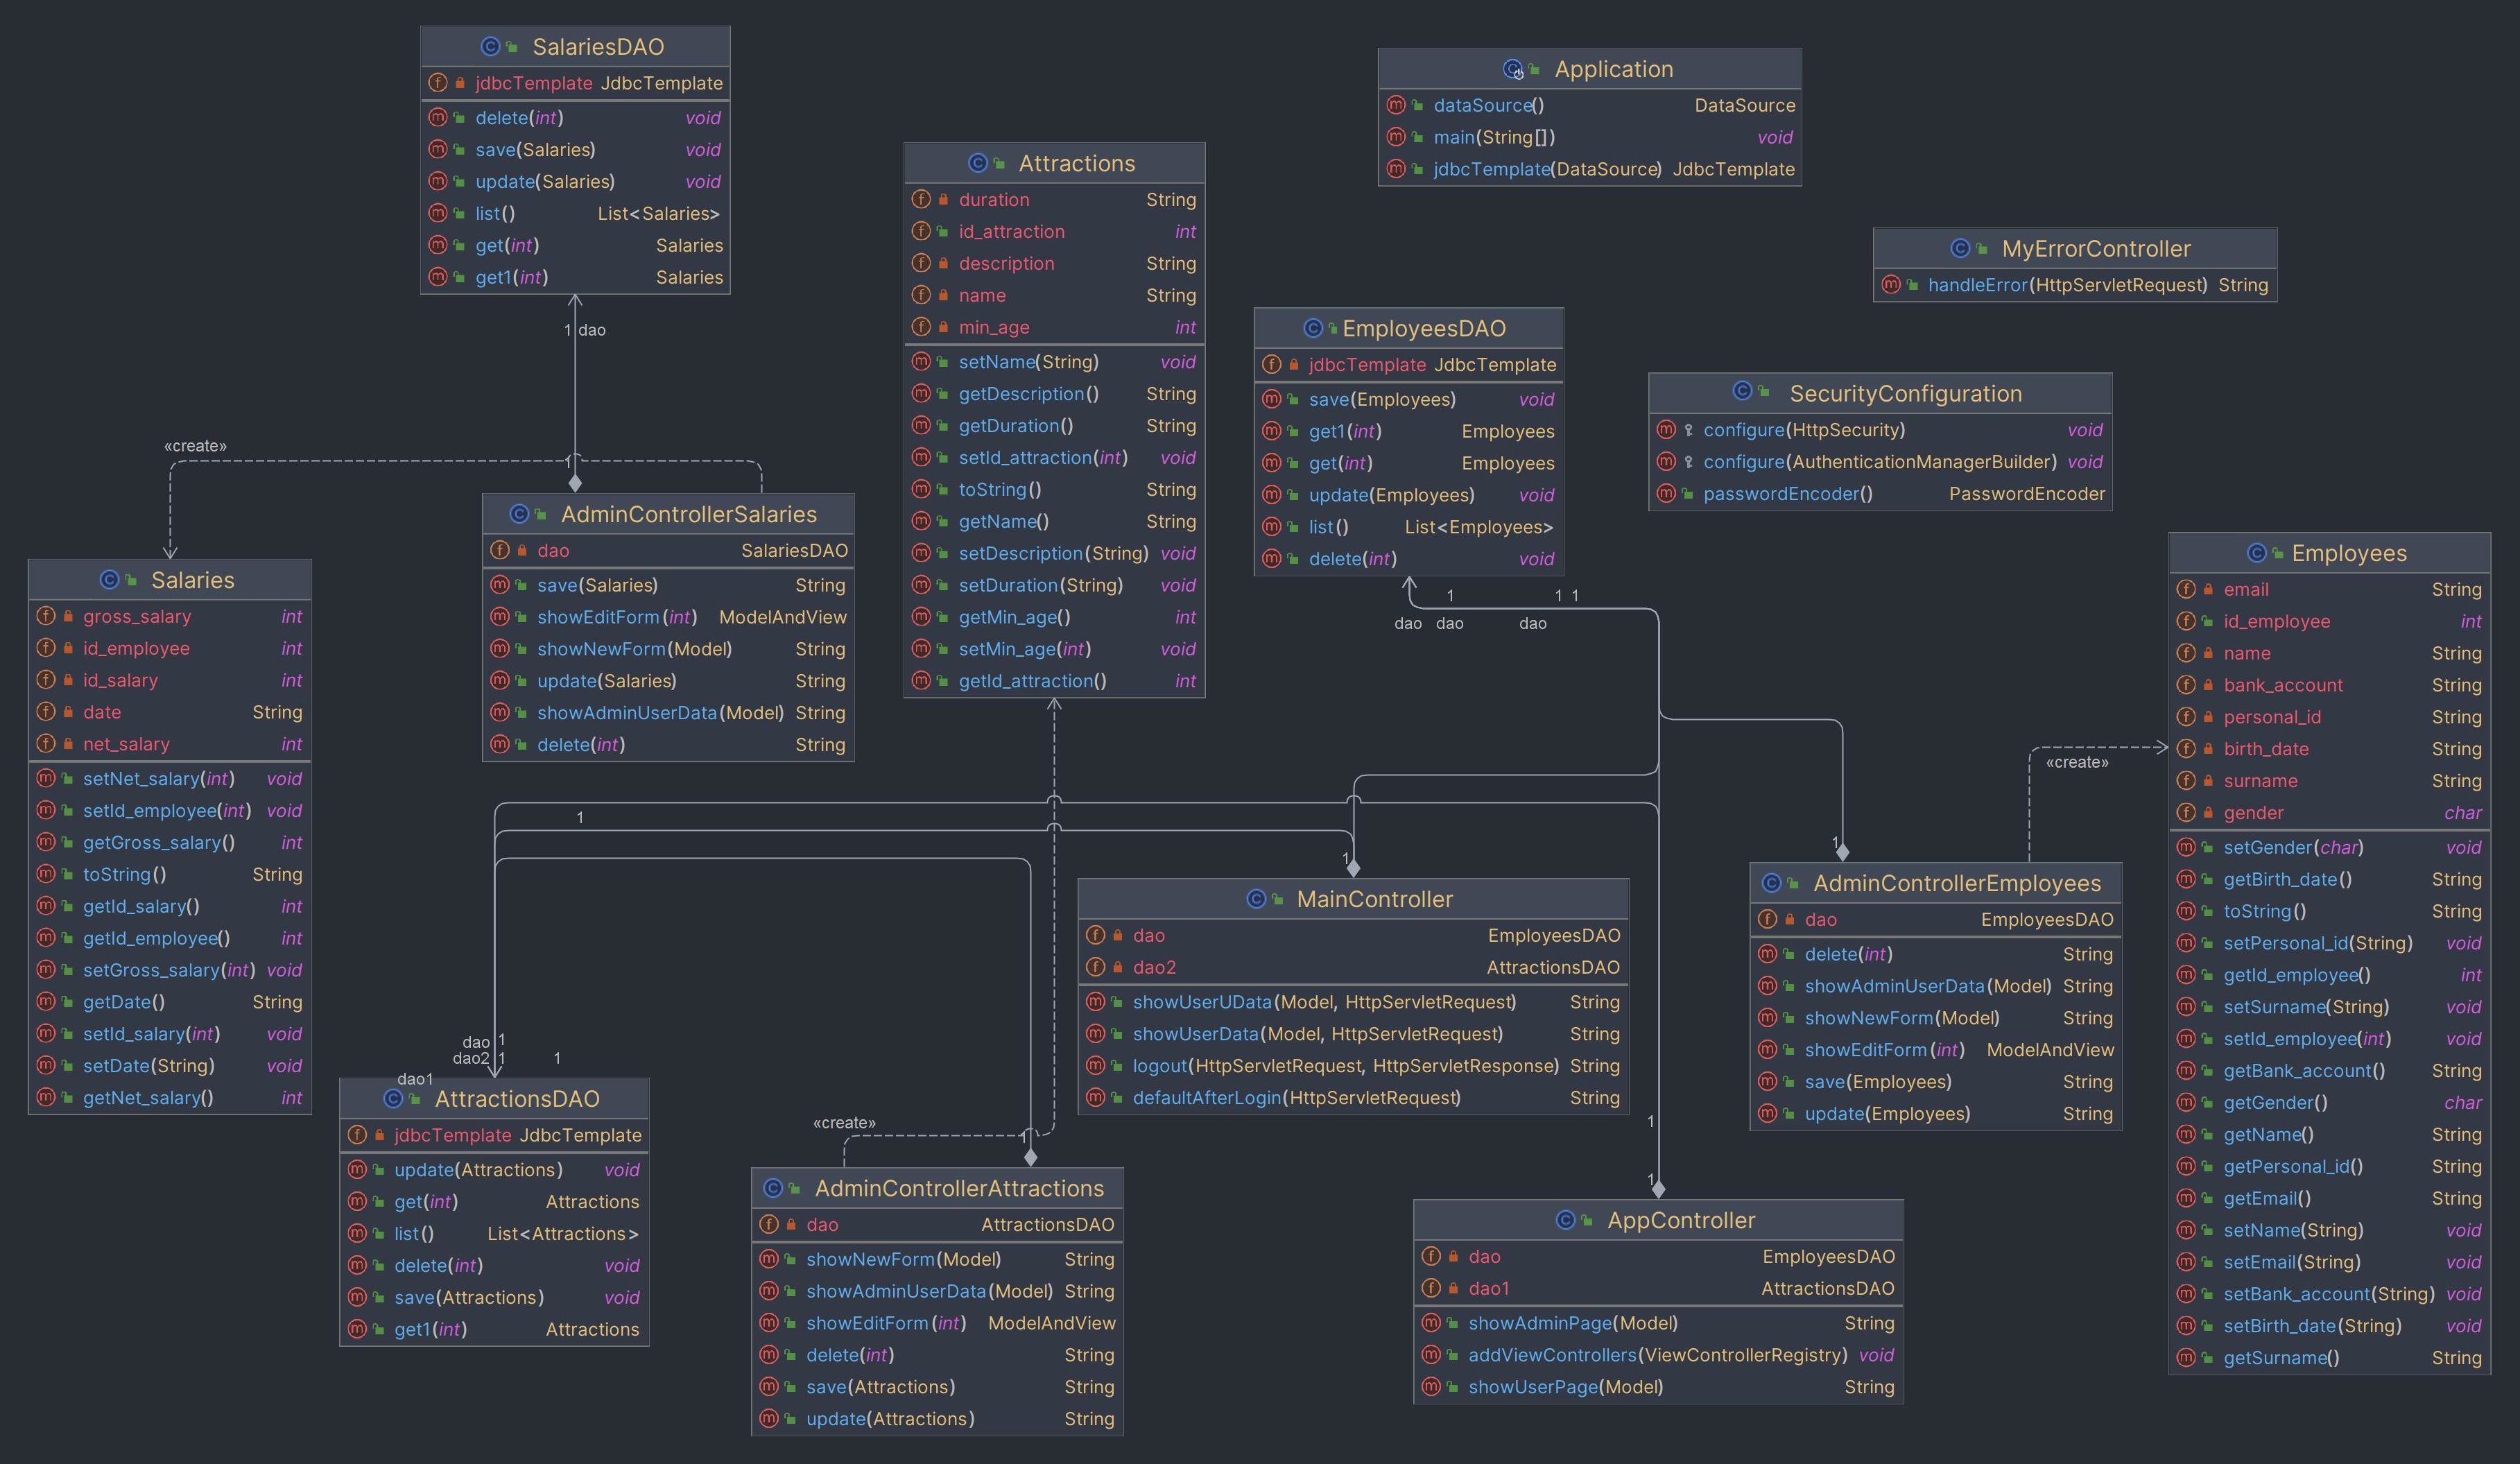 SalariesDAO
jdbcTemplate JdbcTemplate
delete(int) void
save(Salaries) void
update(Salaries) void
list() List<Salaries>
get(int) Salaries
get1(int) Salaries
1 dao
Application
dataSource() DataSource
main(String[]) void
jdbcTemplate(DataSource) JdbcTemplate
Attractions
duration String
id_attraction int
description String
name String
min_age int
setName(String) void
getDescription() String
getDuration() String
setId_attraction(int) void
toString() String
getName() String
setDescription(String) void
setDuration(String) void
getMin_age() int
setMin_age(int) void
getId_attraction() int
MyErrorController
handleError(HttpServletRequest) String
EmployeesDAO
jdbcTemplate JdbcTemplate
save(Employees) void
get1(int) Employees
get(int) Employees
update(Employees) void
list() List<Employees>
delete(int) void
1 1 1
dao dao dao
SecurityConfiguration
configure(HttpSecurity) void
configure(AuthenticationManagerBuilder) void
passwordEncoder() PasswordEncoder
«create»
1
AdminControllerSalaries
dao SalariesDAO
save(Salaries) String
showEditForm(int) ModelAndView
showNewForm(Model) String
update(Salaries) String
showAdminUserData(Model) String
delete(int) String
Salaries
gross_salary int
id_employee int
id_salary int
date String
net_salary int
setNet_salary(int) void
setId_employee(int) void
getGross_salary() int
toString() String
getId_salary() int
getId_employee() int
setGross_salary(int) void
getDate() String
setId_salary(int) void
setDate(String) void
getNet_salary() int
Employees
email String
id_employee int
name String
bank_account String
personal_id String
birth_date String
surname String
gender char
setGender(char) void
getBirth_date() String
toString() String
setPersonal_id(String) void
getId_employee() int
setSurname(String) void
setId_employee(int) void
getBank_account() String
getGender() char
getName() String
getPersonal_id() String
getEmail() String
setName(String) void
setEmail(String) void
setBank_account(String) void
setBirth_date(String) void
getSurname() String
«create»
1
1
1
MainController
dao EmployeesDAO
dao2 AttractionsDAO
showUserUData(Model, HttpServletRequest) String
showUserData(Model, HttpServletRequest) String
logout(HttpServletRequest, HttpServletResponse) String
defaultAfterLogin(HttpServletRequest) String
AdminControllerEmployees
dao EmployeesDAO
delete(int) String
showAdminUserData(Model) String
showNewForm(Model) String
showEditForm(int) ModelAndView
save(Employees) String
update(Employees) String
dao 1
dao2 1 1
dao1
AttractionsDAO
jdbcTemplate JdbcTemplate
update(Attractions) void
get(int) Attractions
list() List<Attractions>
delete(int) void
save(Attractions) void
get1(int) Attractions
«create»
1
AdminControllerAttractions
dao AttractionsDAO
showNewForm(Model) String
showAdminUserData(Model) String
showEditForm(int) ModelAndView
delete(int) String
save(Attractions) String
update(Attractions) String
1
1
AppController
dao EmployeesDAO
dao1 AttractionsDAO
showAdminPage(Model) String
addViewControllers(ViewControllerRegistry) void
showUserPage(Model) String